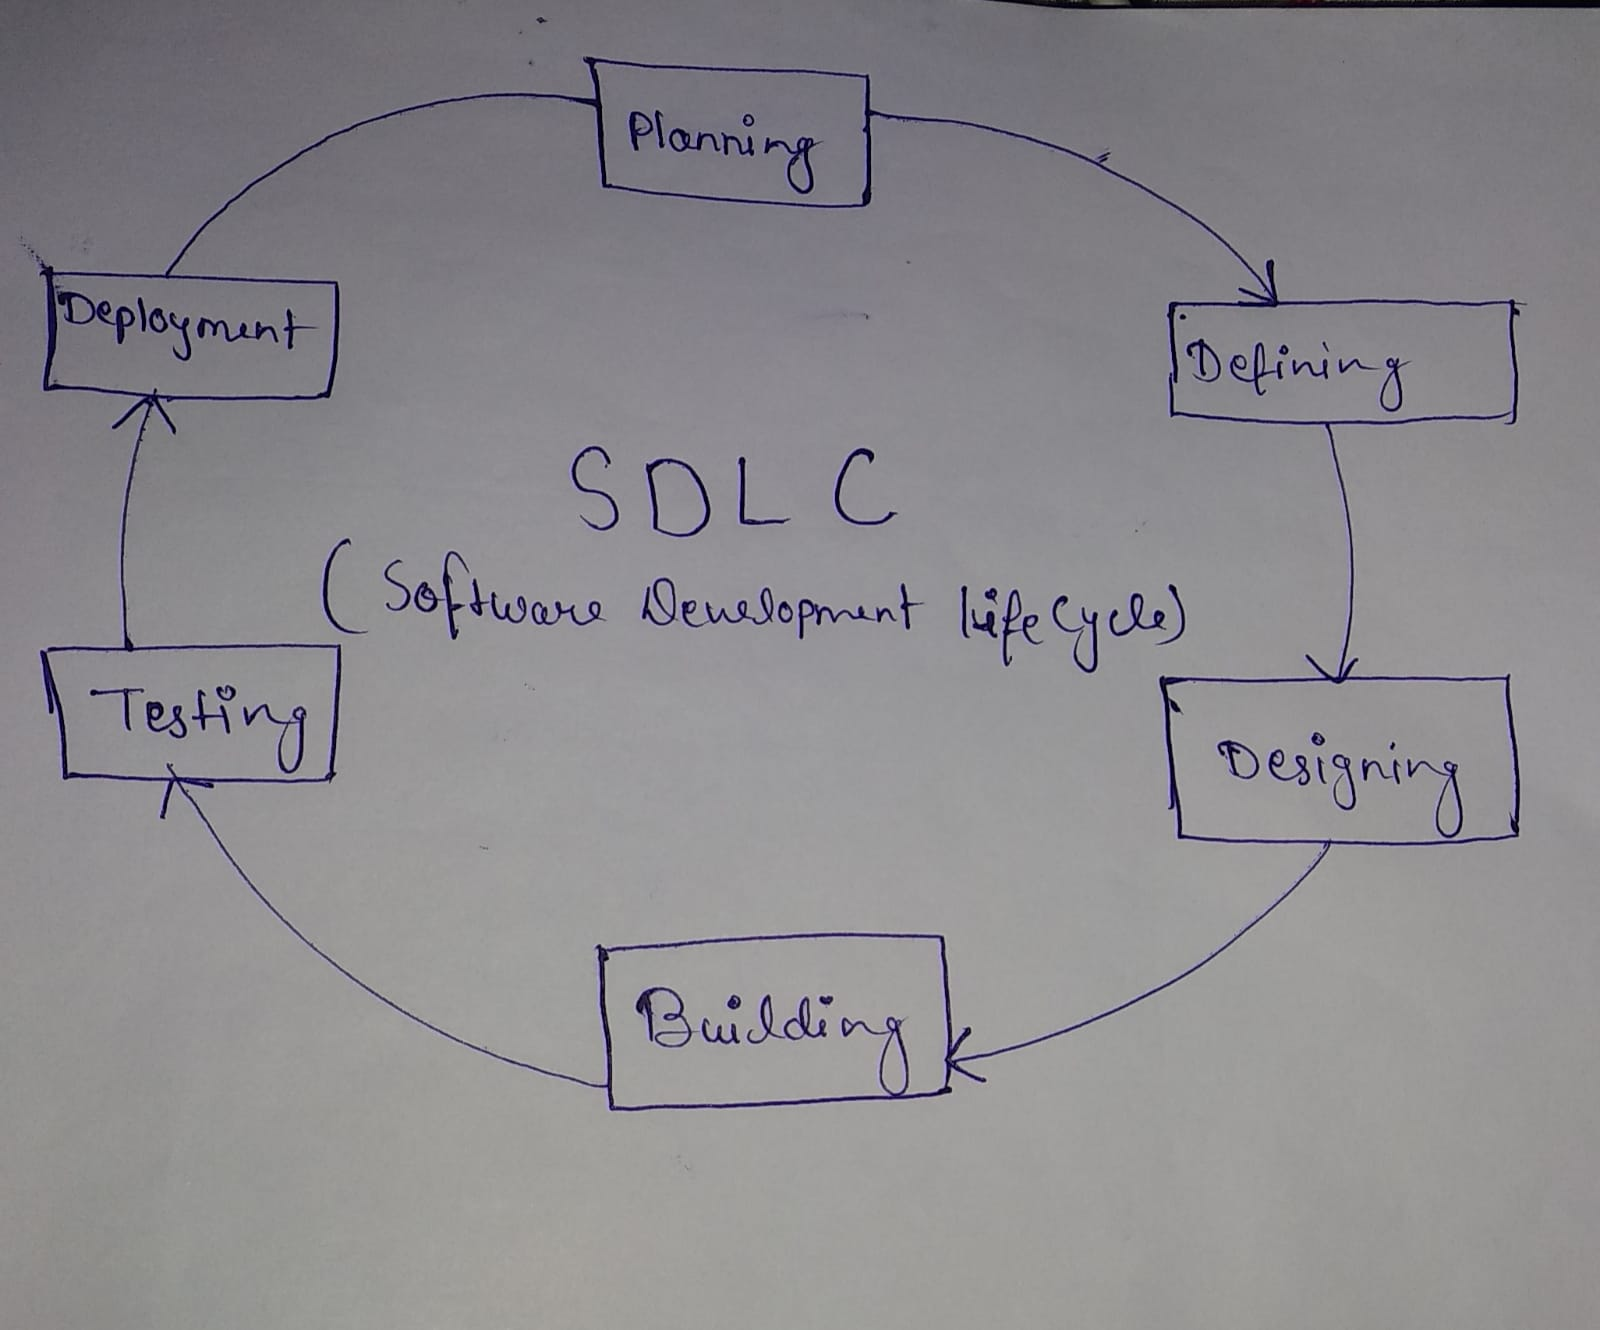 Planning
Deployment
Defining
SDLC
(Software Development Life Cycle)
Testing
Designing
Building